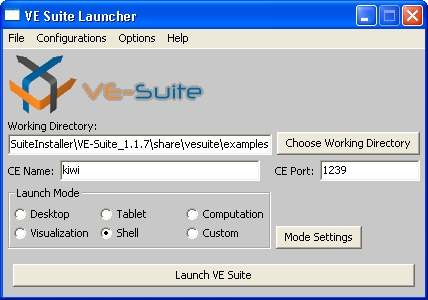 VE Suite Launcher
File Configurations Options Help
VE-Suite
Working Directory:
SuiteInstaller\VE-Suite_1.1.7\share\vesuite\examples Choose Working Directory
CE Name: kiwi CE Port: 1239
Launch Mode
Desktop Tablet Computation
Visualization Shell Custom
Mode Settings
Launch VE Suite